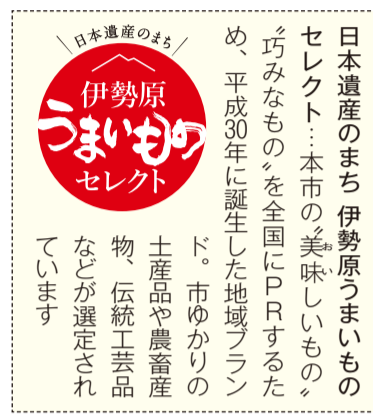 日本遺産のまち 伊勢原うまいもの
セレクト…本市の〝美味しいもの〟
おい
〝巧みなもの〟を全国にPRするた
め、平成30年に誕生した地域ブラン
ド。市ゆかりの
土産品や農畜産
物、伝統工芸品
などが選定され
ています
日本遺産のまち
伊勢原
うまいもの
セレクト